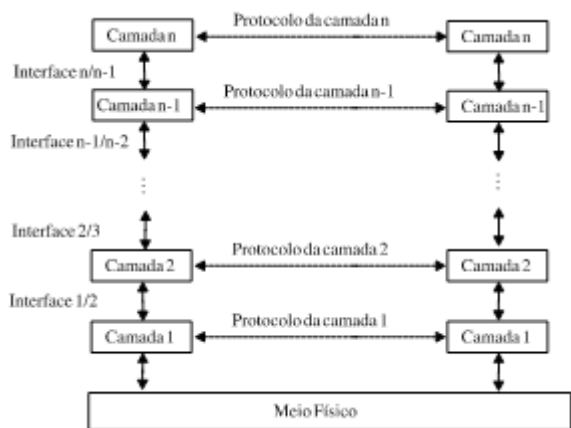 Protocolo da camada n
Camada n
Camada n
Interface n/n-1
Protocolo da camada n-1
Camada n-1
Camada n-1
Interface n-1/n-2
Interface 2/3
Protocolo da camada 2
Camada 2
Camada 2
Interface 1/2
Protocolo da camada 1
Camada 1
Camada 1
Meio Físico